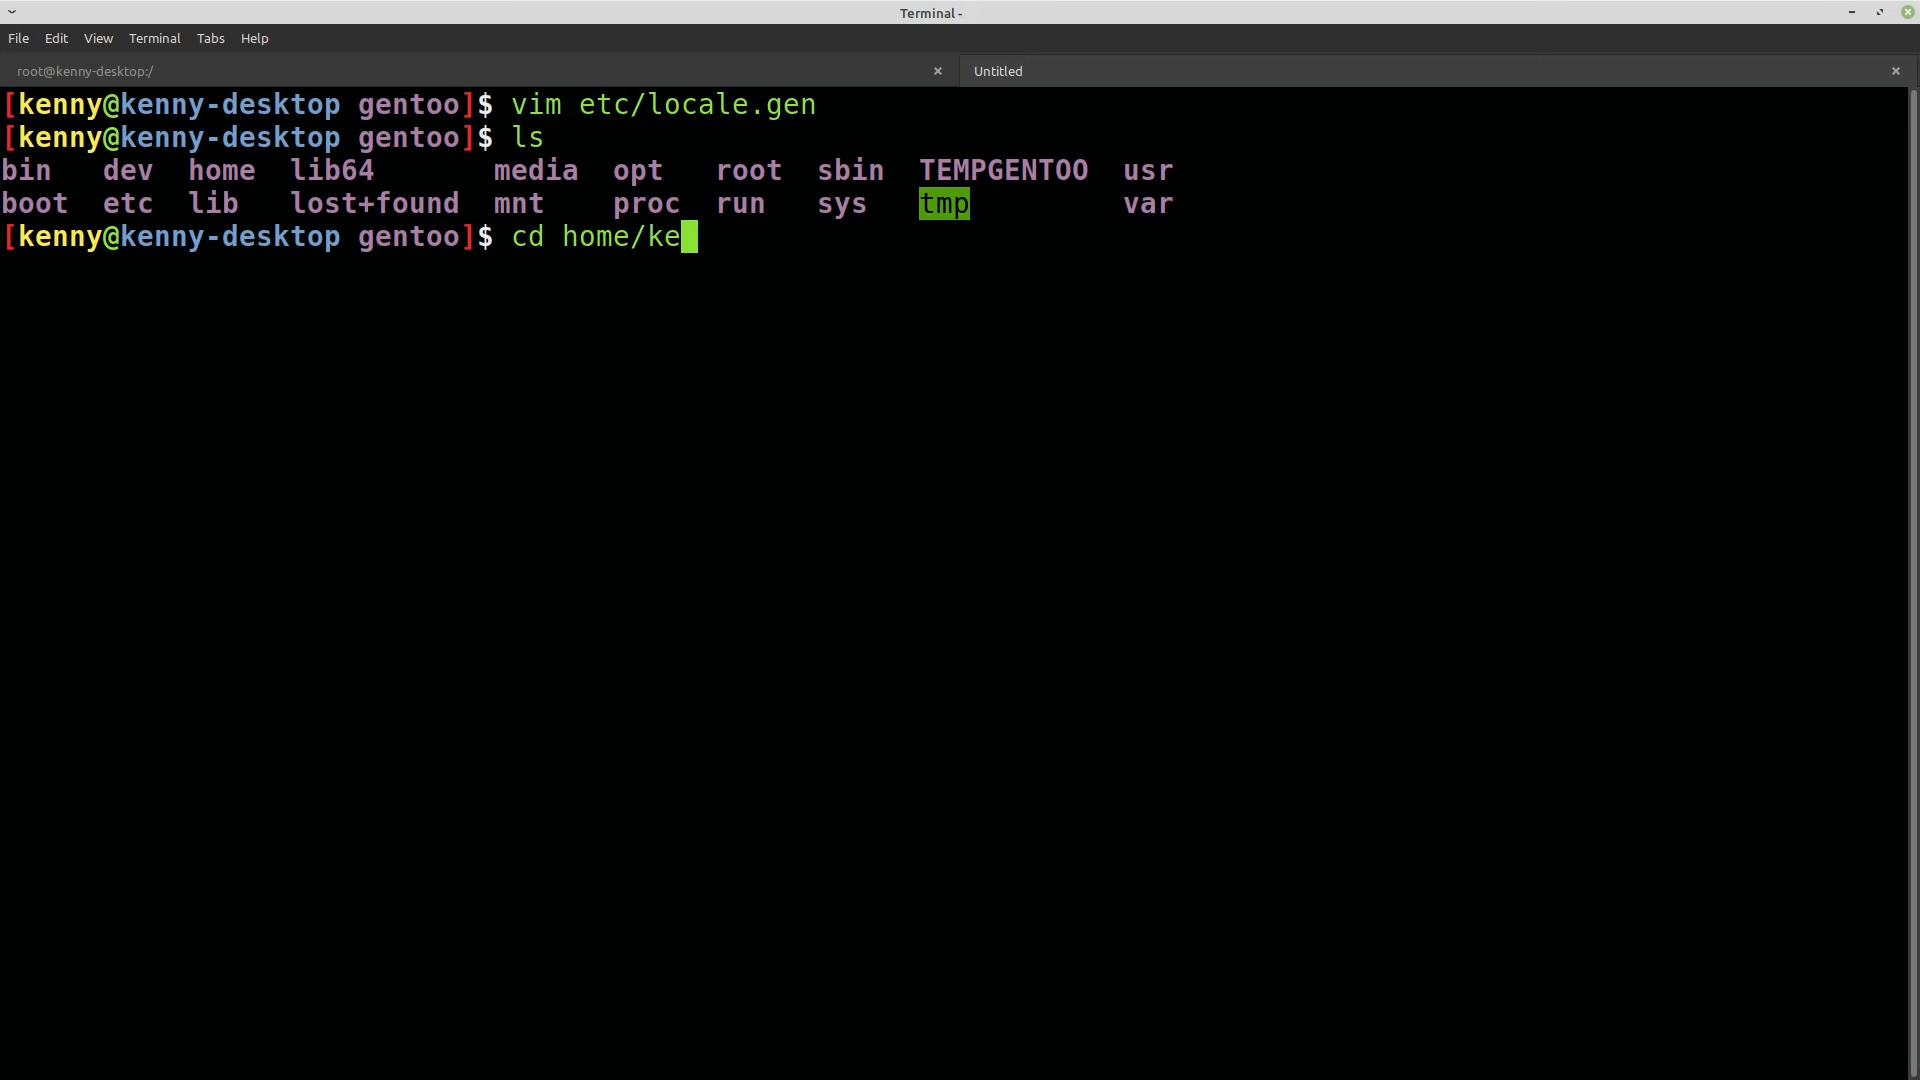 Terminal -
File Edit View Terminal Tabs Help
root@kenny-desktop:/ Untitled
[kenny@kenny-desktop gentoo]$ vim etc/locale.gen
[kenny@kenny-desktop gentoo]$ ls
bin dev home lib64 media opt root sbin TEMPGENTOO usr
boot etc lib lost+found mnt proc run sys tmp var
[kenny@kenny-desktop gentoo]$ cd home/ke